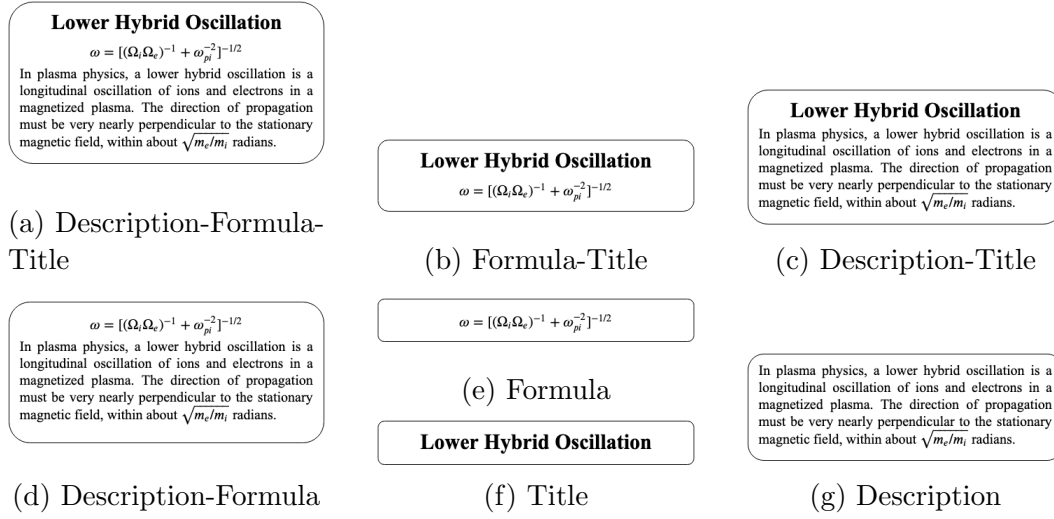 Lower Hybrid Oscillation
ω = [(Ω_iΩ_e)^{-1} + ω_{pi}^{-2}]^{-1/2}
In plasma physics, a lower hybrid oscillation is a
longitudinal oscillation of ions and electrons in a
magnetized plasma. The direction of propagation
must be very nearly perpendicular to the stationary
magnetic field, within about √(m_e/m_i) radians.
(a) Description-Formula-
Title
Lower Hybrid Oscillation
ω = [(Ω_iΩ_e)^{-1} + ω_{pi}^{-2}]^{-1/2}
(b) Formula-Title
Lower Hybrid Oscillation
In plasma physics, a lower hybrid oscillation is a
longitudinal oscillation of ions and electrons in a
magnetized plasma. The direction of propagation
must be very nearly perpendicular to the stationary
magnetic field, within about √(m_e/m_i) radians.
(c) Description-Title
ω = [(Ω_iΩ_e)^{-1} + ω_{pi}^{-2}]^{-1/2}
In plasma physics, a lower hybrid oscillation is a
longitudinal oscillation of ions and electrons in a
magnetized plasma. The direction of propagation
must be very nearly perpendicular to the stationary
magnetic field, within about √(m_e/m_i) radians.
(d) Description-Formula
ω = [(Ω_iΩ_e)^{-1} + ω_{pi}^{-2}]^{-1/2}
(e) Formula
Lower Hybrid Oscillation
(f) Title
In plasma physics, a lower hybrid oscillation is a
longitudinal oscillation of ions and electrons in a
magnetized plasma. The direction of propagation
must be very nearly perpendicular to the stationary
magnetic field, within about √(m_e/m_i) radians.
(g) Description